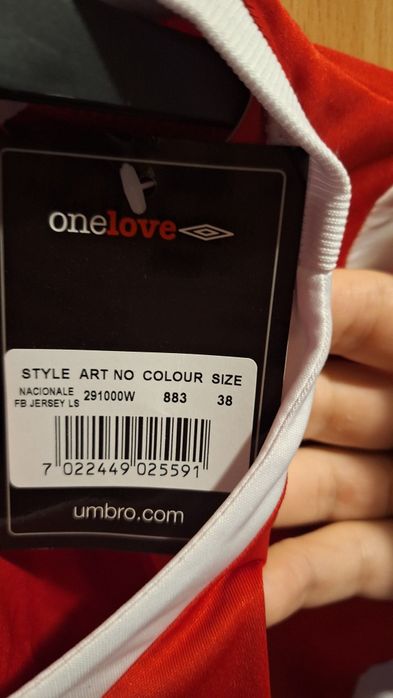 onelove
STYLE ART NO COLOUR SIZE
NACIONALE 291000W 883 38
FB JERSEY LS
7 022449 025591
umbro.com